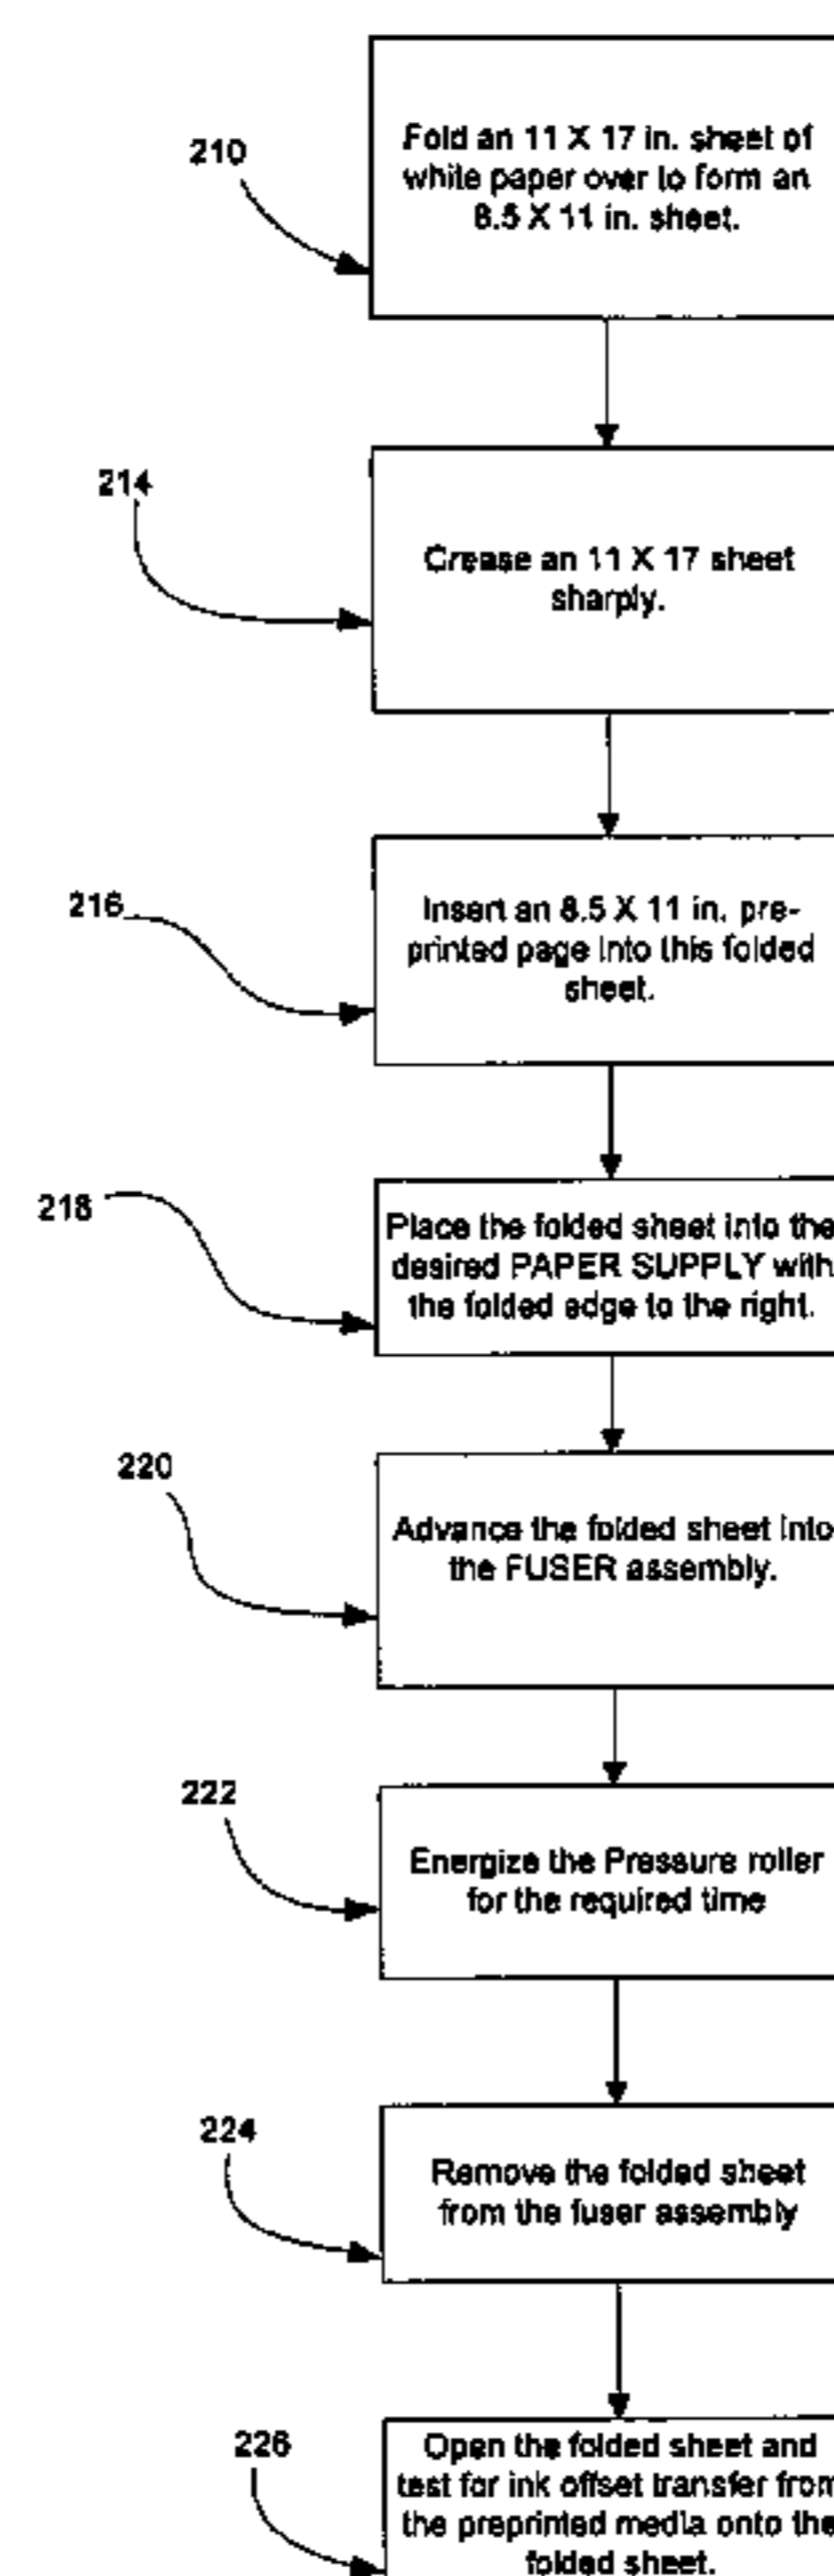 210
Fold an 11 X 17 in. sheet of
white paper over to form an
8.5 X 11 in. sheet.
214
Crease an 11 X 17 sheet
sharply.
216
Insert an 8.5 X 11 in. pre-
printed page into this folded
sheet.
218
Place the folded sheet into the
desired PAPER SUPPLY with
the folded edge to the right.
220
Advance the folded sheet into
the FUSER assembly.
222
Energize the Pressure roller
for the required time
224
Remove the folded sheet
from the fuser assembly
226
Open the folded sheet and
test for ink offset transfer from
the preprinted media onto the
folded sheet.